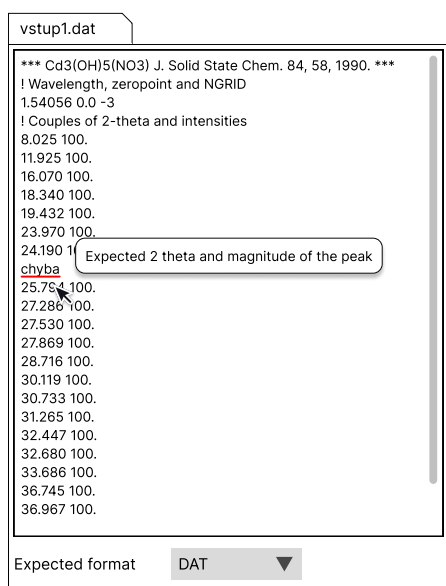 vstup1.dat
*** Cd3(OH)5(NO3) J. Solid State Chem. 84, 58, 1990. ***
! Wavelength, zeropoint and NGRID
1.54056 0.0 -3
! Couples of 2-theta and intensities
8.025 100.
11.925 100.
16.070 100.
18.340 100.
19.432 100.
23.970 100.
24.190
Expected 2 theta and magnitude of the peak
chyba
25.794 100.
27.286 100.
27.530 100.
27.869 100.
28.716 100.
30.119 100.
30.733 100.
31.265 100.
32.447 100.
32.680 100.
33.686 100.
36.745 100.
36.967 100.
Expected format DAT